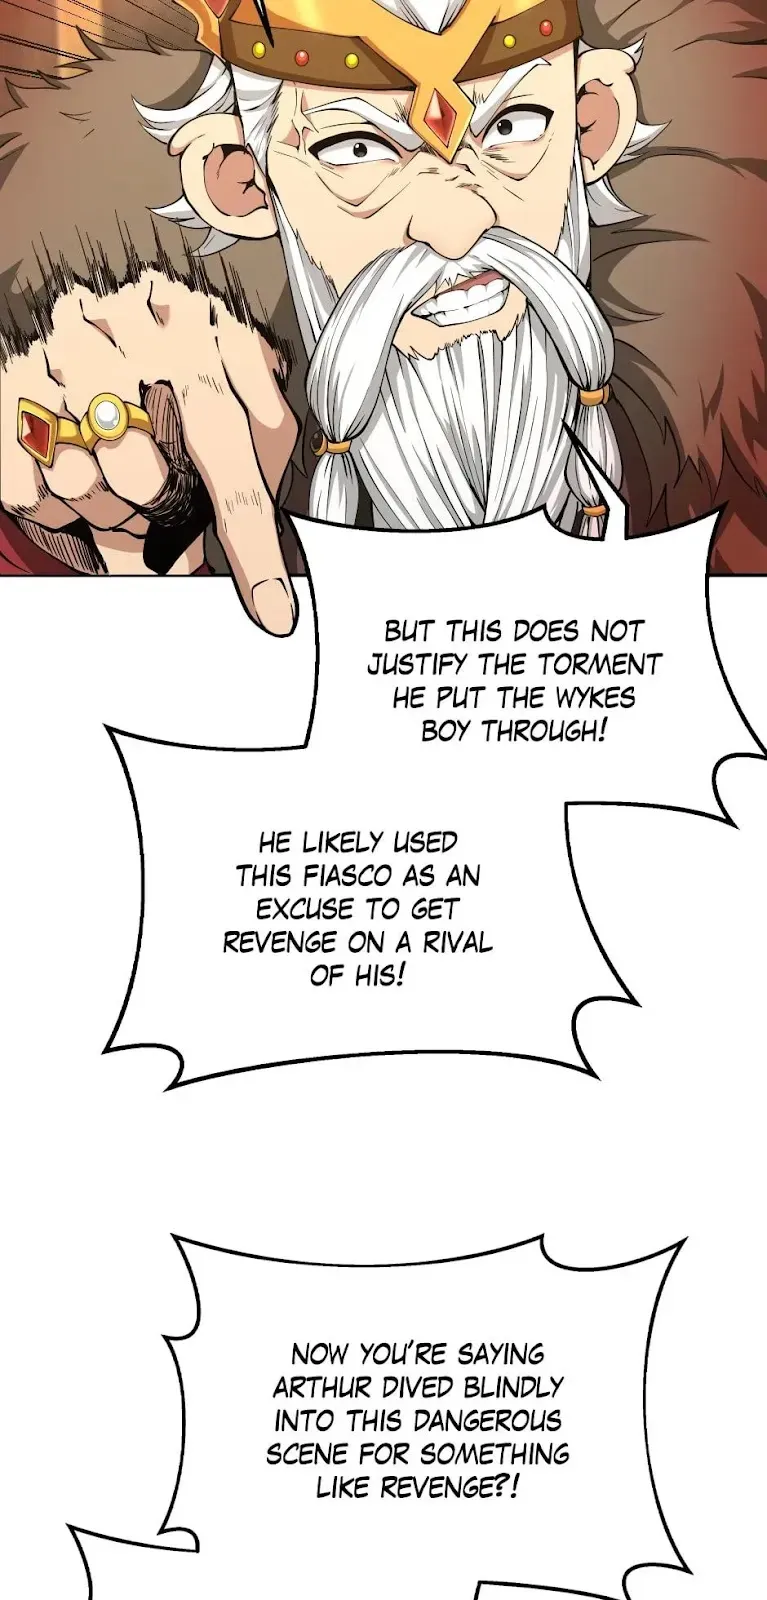 BUT THIS DOES NOT
JUSTIFY THE TORMENT
HE PUT THE WYKES
BOY THROUGH!
HE LIKELY USED
THIS FIASCO AS AN
EXCUSE TO GET
REVENGE ON A RIVAL
OF HIS!
NOW YOU'RE SAYING
ARTHUR DIVED BLINDLY
INTO THIS DANGEROUS
SCENE FOR SOMETHING
LIKE REVENGE?!